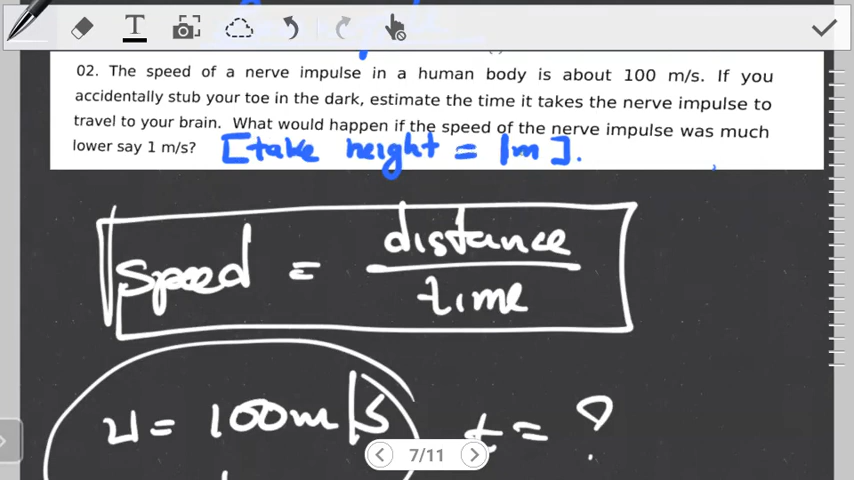 T
02. The speed of a nerve impulse in a human body is about 100 m/s. If you
accidentally stub your toe in the dark, estimate the time it takes the nerve impulse to
travel to your brain. What would happen if the speed of the nerve impulse was much
lower say 1 m/s? [take height = 1m].
speed = distance
time
u = 100m/s t = ?
< 7/11 >